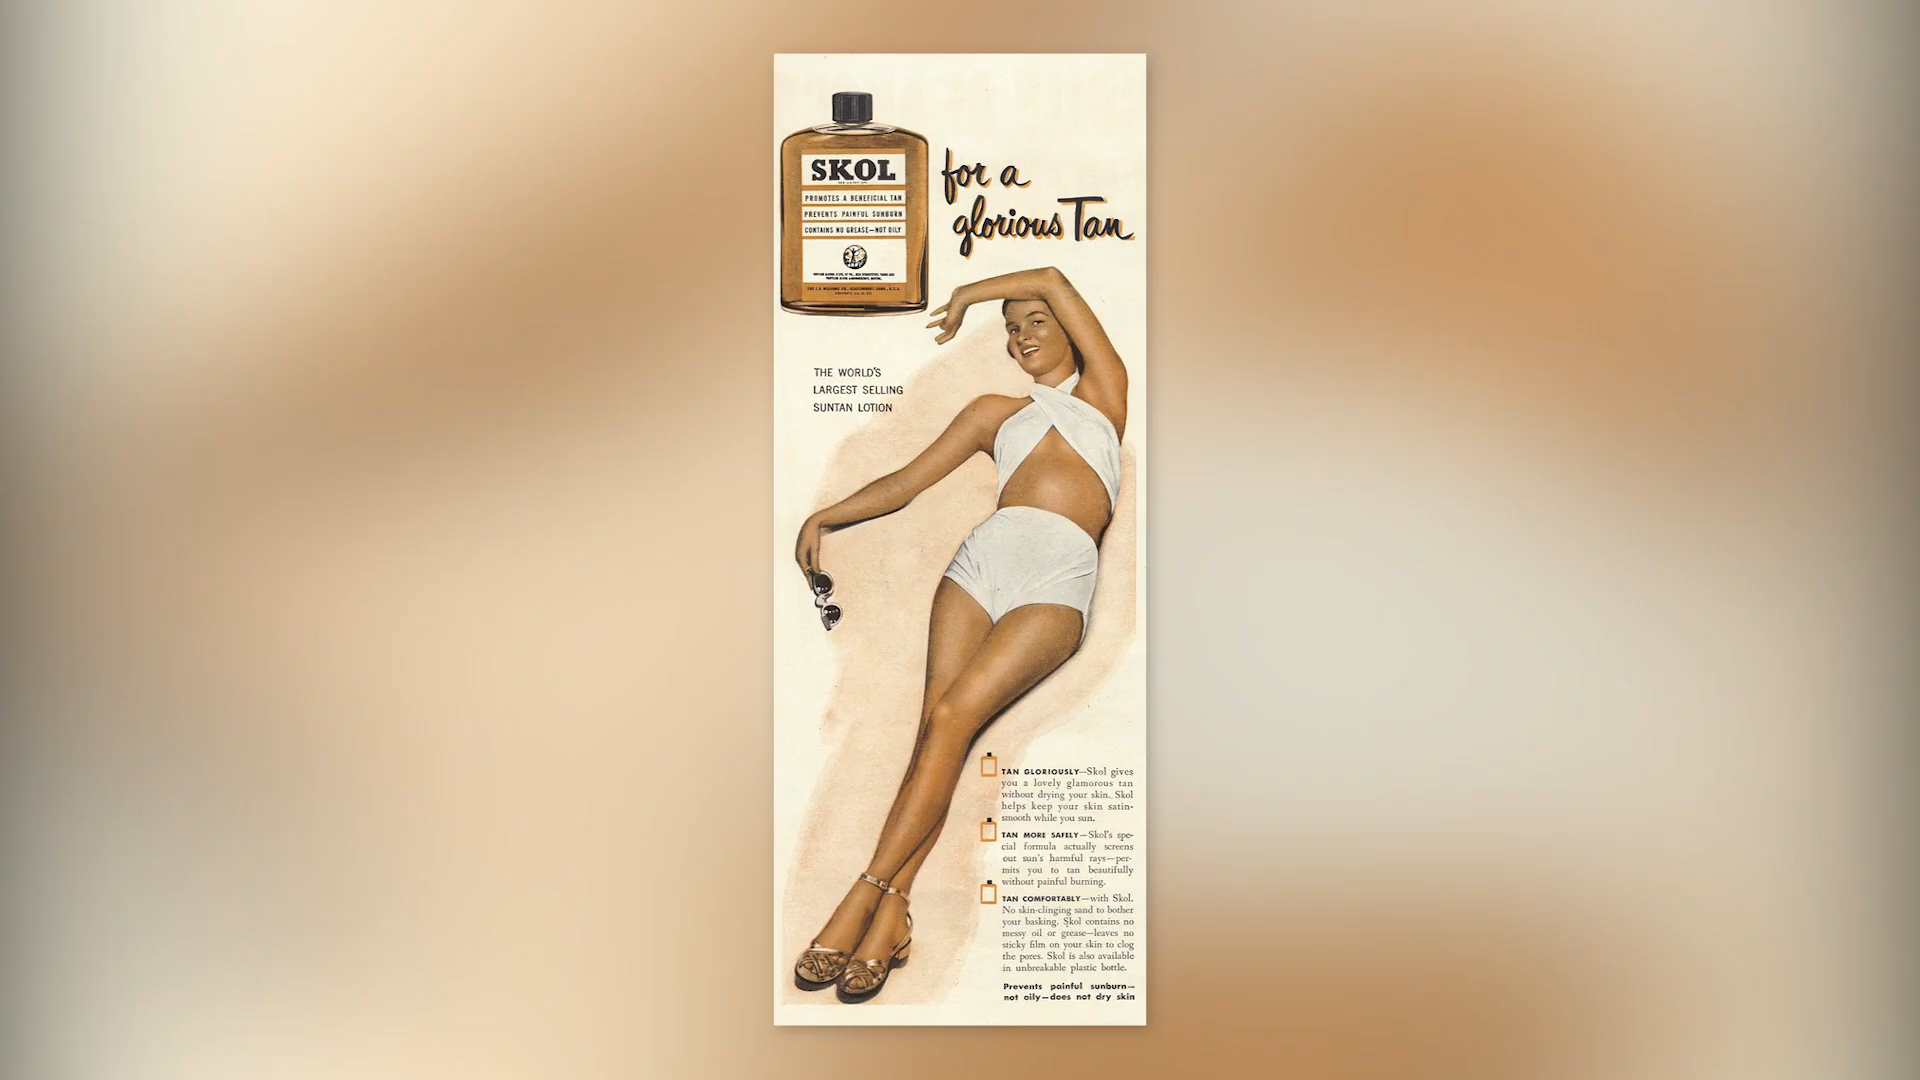 SKOL
PROMOTES A BENEFICIAL TAN
PREVENTS PAINFUL SUNBURN
CONTAINS NO GREASE—NOT OILY
for a
glorious Tan
THE WORLD'S
LARGEST SELLING
SUNTAN LOTION
TAN GLORIOUSLY—Skol gives
you a lovely glamorous tan
without drying your skin. Skol
helps keep your skin satin-
smooth while you sun.
TAN MORE SAFELY—Skol's spe-
cial formula actually screens
out sun's harmful rays—per-
mits you to tan beautifully
without painful burning.
TAN COMFORTABLY—with Skol.
No skin-clinging sand to bother
your basking. Skol contains no
messy oil or grease—leaves no
sticky film on your skin to clog
the pores. Skol is also available
in unbreakable plastic bottle.
Prevents painful sunburn—
not oily—does not dry skin